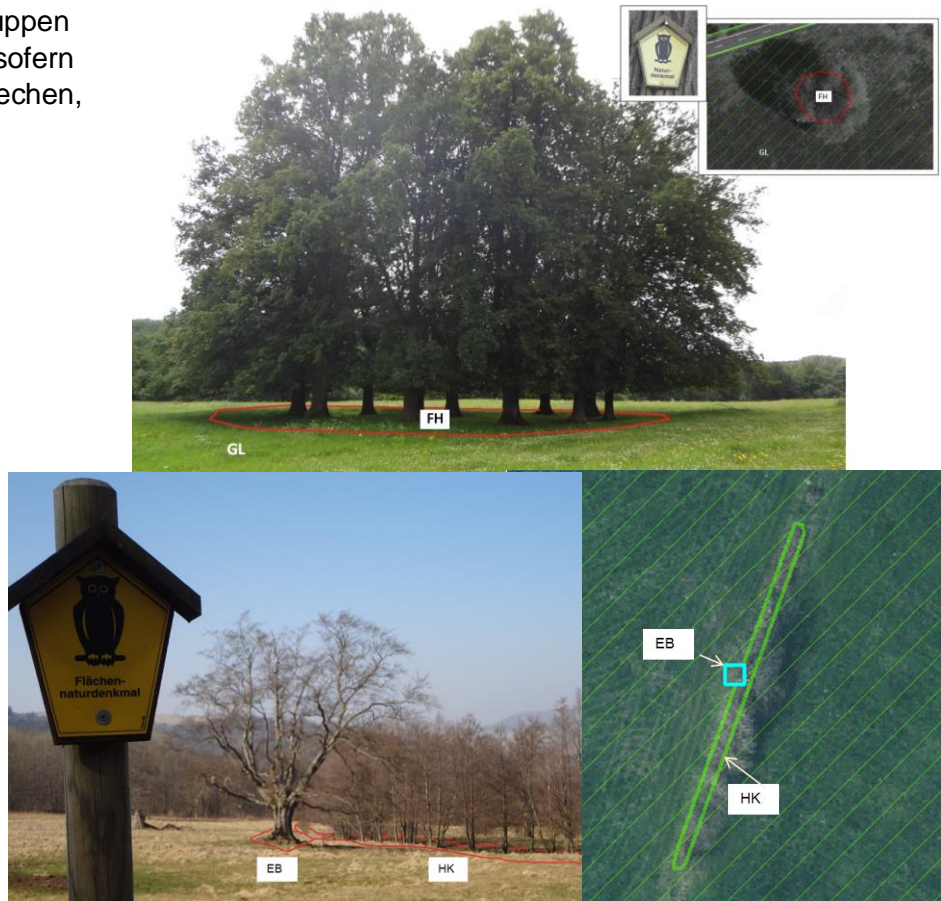 uppen
sofern
echen,
Natur-
denkmal
FH
GL
FH
GL
Flächen-
naturdenkmal
EB
HK
EB
HK